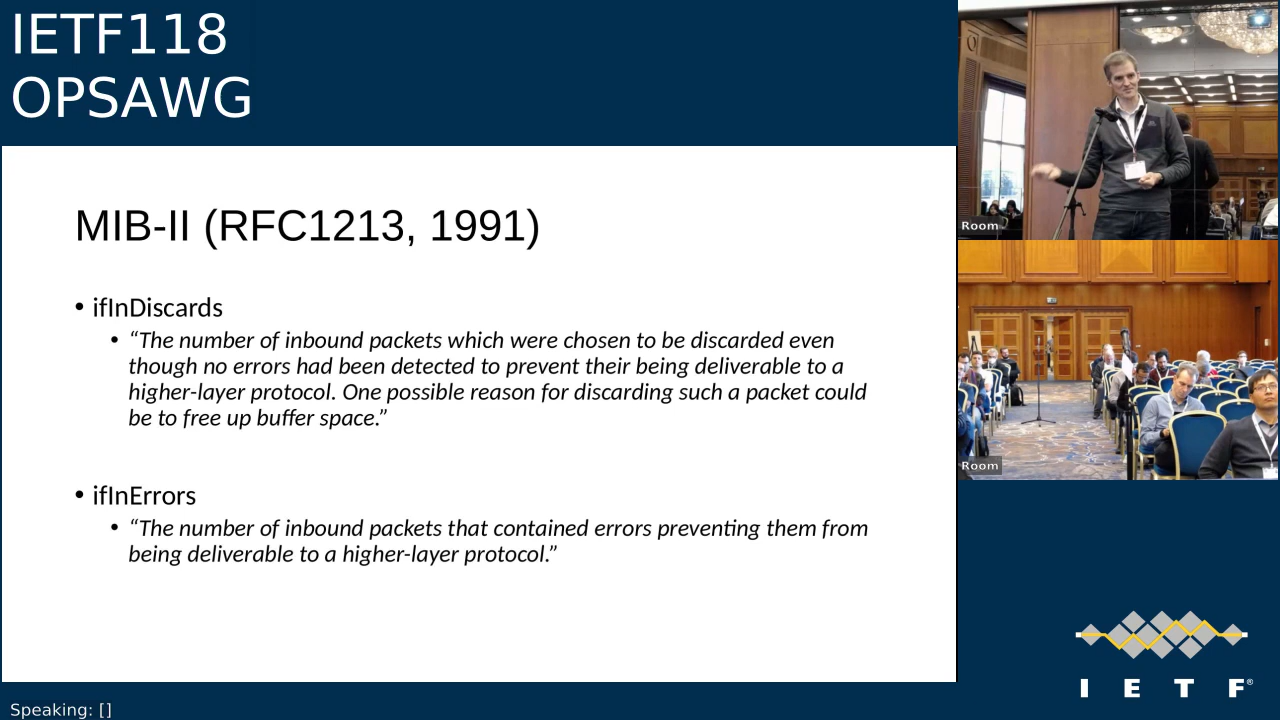 IETF118
OPSAWG
MIB-II (RFC1213, 1991)
• ifInDiscards
• “The number of inbound packets which were chosen to be discarded even
though no errors had been detected to prevent their being deliverable to a
higher-layer protocol. One possible reason for discarding such a packet could
be to free up buffer space.”
• ifInErrors
• “The number of inbound packets that contained errors preventing them from
being deliverable to a higher-layer protocol.”
Room
Room
I E T F®
Speaking: []